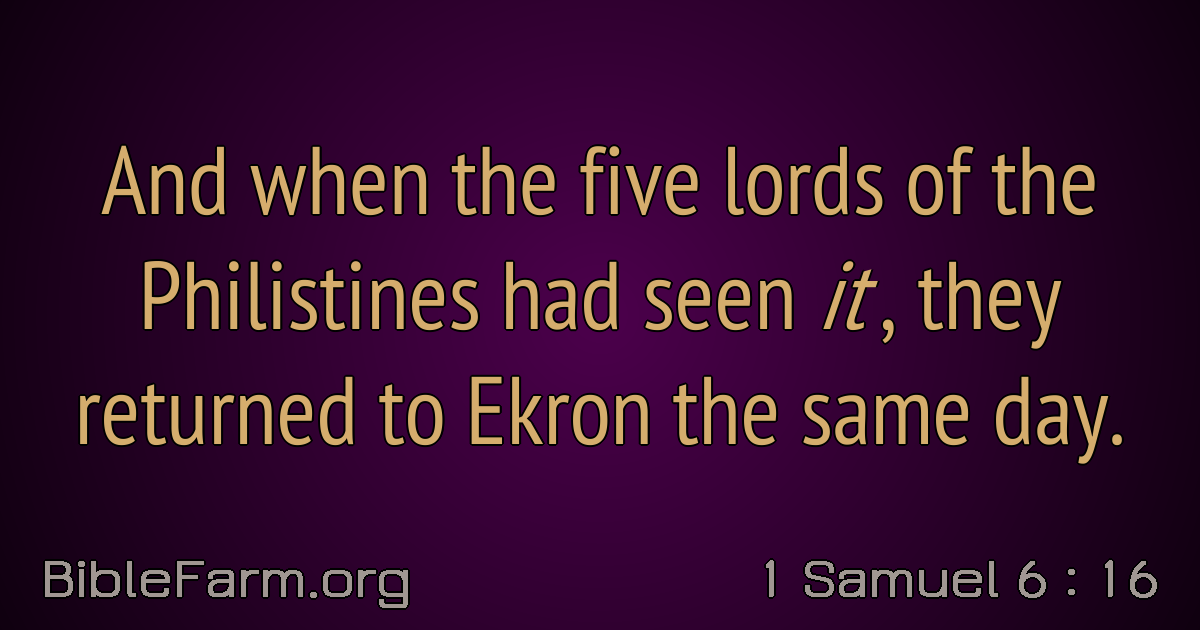 And when the five lords of the
Philistines had seen it, they
returned to Ekron the same day.
BibleFarm.org
1 Samuel 6 : 16